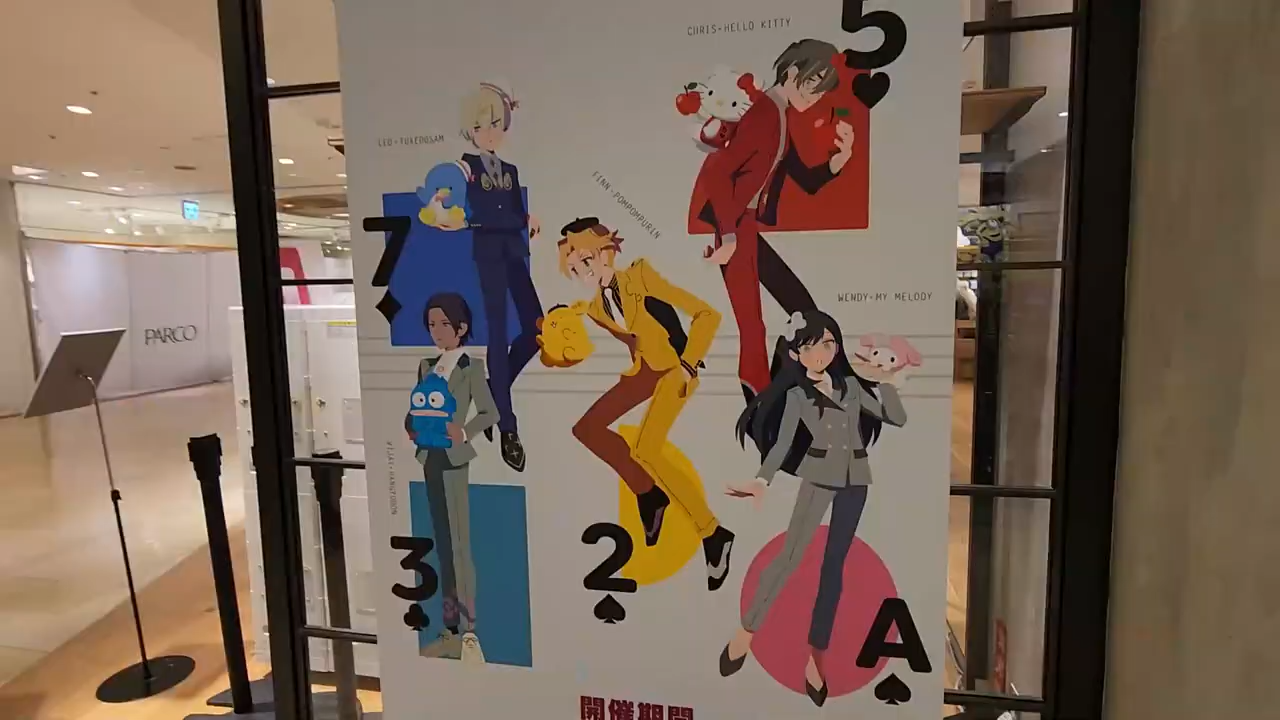 CHRIS×HELLO KITTY
5
LEO×TUXEDOSAM
7
FINN×POMPOMPURIN
WENDY×MY MELODY
PARCO
3
2
A
開催期間